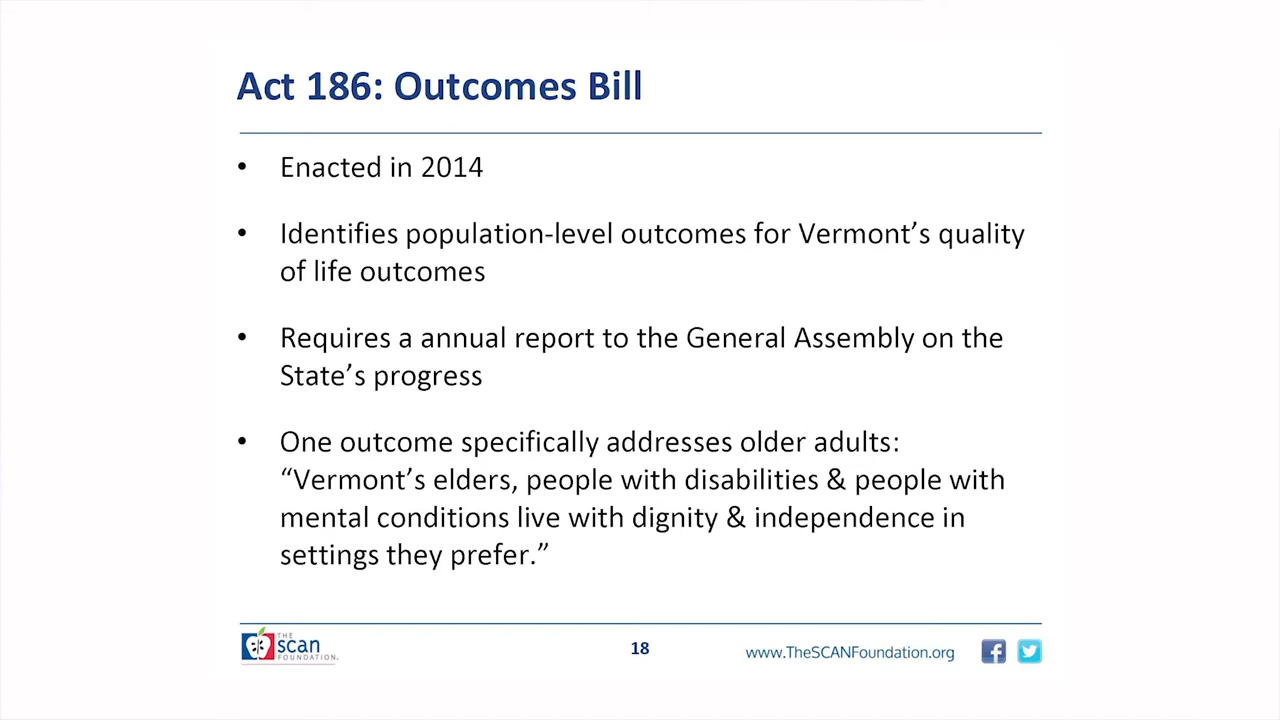 Act 186: Outcomes Bill
• Enacted in 2014
• Identifies population-level outcomes for Vermont’s quality
of life outcomes
• Requires a annual report to the General Assembly on the
State’s progress
• One outcome specifically addresses older adults:
“Vermont’s elders, people with disabilities & people with
mental conditions live with dignity & independence in
settings they prefer.”
THE
scan
FOUNDATION.
18
www.TheSCANFoundation.org